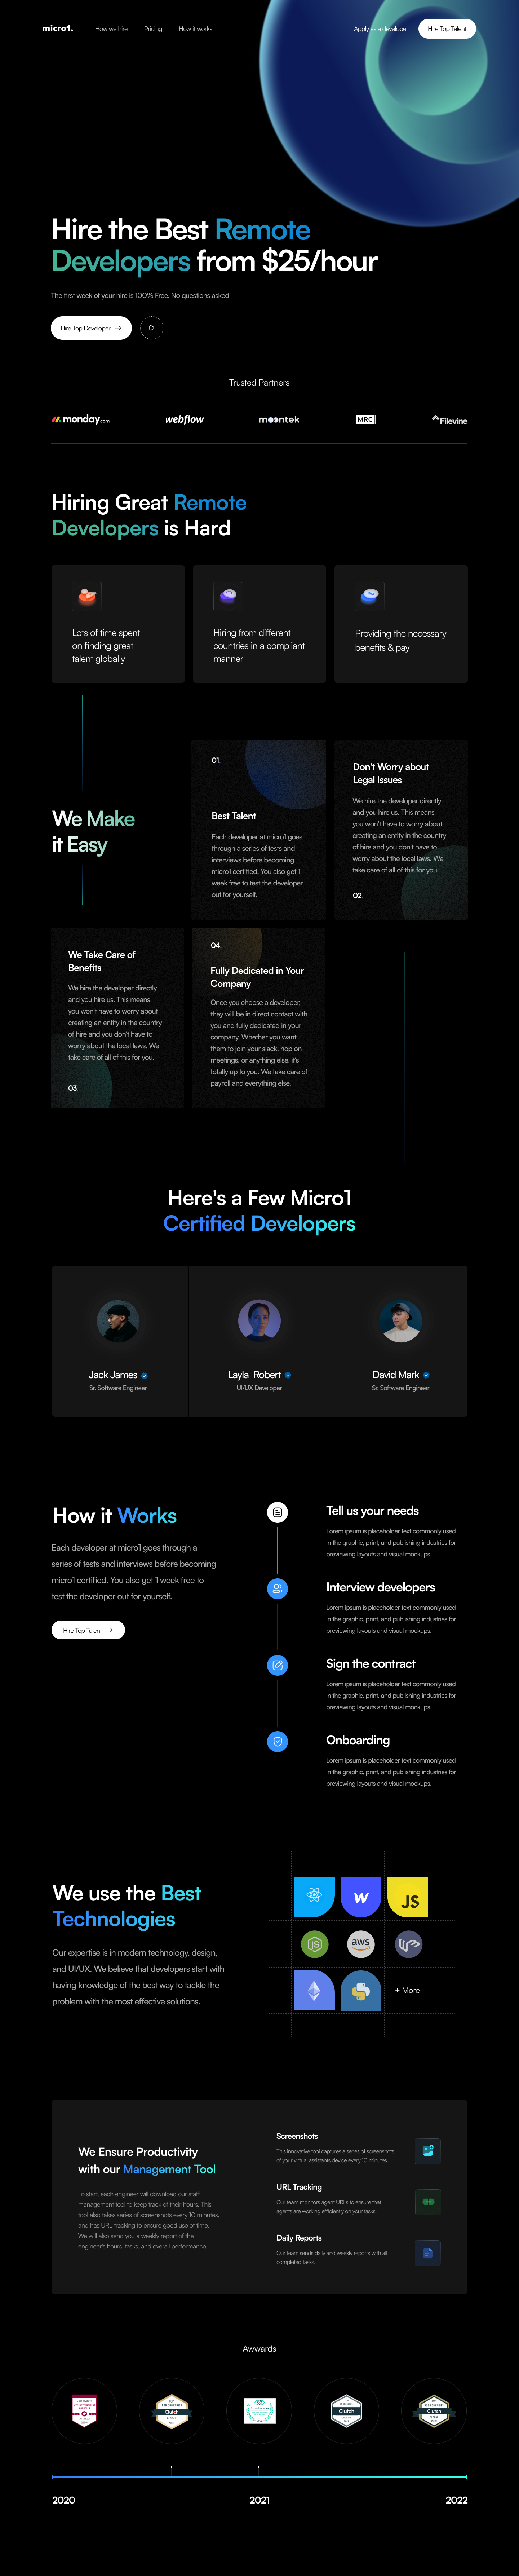 micro1.
How we hire
Pricing
How it works
Apply as a developer
Hire Top Talent
Hire the Best Remote
Developers from $25/hour
The first week of your hire is 100% Free. No questions asked
Hire Top Developer
Trusted Partners
monday.com
webflow
moontek
MRC
Filevine
Hiring Great Remote
Developers is Hard
Lots of time spent
on finding great
talent globally
Hiring from different
countries in a compliant
manner
Providing the necessary
benefits & pay
We Make
it Easy
01.
Best Talent
Each developer at micro1 goes
through a series of tests and
interviews before becoming
micro1 certified. You also get 1
week free to test the developer
out for yourself.
Don't Worry about
Legal Issues
We hire the developer directly
and you hire us. This means
you won't have to worry about
creating an entity in the country
of hire and you don't have to
worry about the local laws. We
take care of all of this for you.
02.
We Take Care of
Benefits
We hire the developer directly
and you hire us. This means
you won't have to worry about
creating an entity in the country
of hire and you don't have to
worry about the local laws. We
take care of all of this for you.
03.
04.
Fully Dedicated in Your
Company
Once you choose a developer,
they will be in direct contact with
you and fully dedicated in your
company. Whether you want
them to join your slack, hop on
meetings, or anything else, it's
totally up to you. We take care of
payroll and everything else.
Here's a Few Micro1
Certified Developers
Jack James
Sr. Software Engineer
Layla Robert
UI/UX Developer
David Mark
Sr. Software Engineer
How it Works
Each developer at micro1 goes through a
series of tests and interviews before becoming
micro1 certified. You also get 1 week free to
test the developer out for yourself.
Hire Top Talent
Tell us your needs
Lorem ipsum is placeholder text commonly used
in the graphic, print, and publishing industries for
previewing layouts and visual mockups.
Interview developers
Lorem ipsum is placeholder text commonly used
in the graphic, print, and publishing industries for
previewing layouts and visual mockups.
Sign the contract
Lorem ipsum is placeholder text commonly used
in the graphic, print, and publishing industries for
previewing layouts and visual mockups.
Onboarding
Lorem ipsum is placeholder text commonly used
in the graphic, print, and publishing industries for
previewing layouts and visual mockups.
We use the Best
Technologies
Our expertise is in modern technology, design,
and UI/UX. We believe that developers start with
having knowledge of the best way to tackle the
problem with the most effective solutions.
W
JS
JS
aws
+ More
We Ensure Productivity
with our Management Tool
To start, each engineer will download our staff
management tool to keep track of their hours. This
tool also takes series of screenshots every 10 minutes,
and has URL tracking to ensure good use of time.
We will also send you a weekly report of the
engineer's hours, tasks, and overall performance.
Screenshots
This innovative tool captures a series of screenshots
of your virtual assistants device every 10 minutes.
URL Tracking
Our team monitors agent URLs to ensure that
agents are working efficiently on your tasks.
Daily Reports
Our team sends daily and weekly reports with all
completed tasks.
Awwards
Clutch
Clutch
Clutch
2020
2021
2022